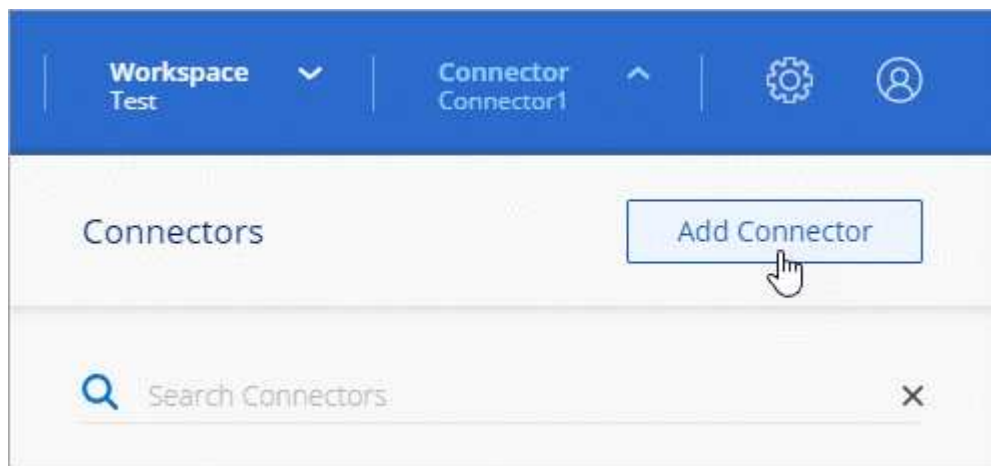 Workspace
Test
Connector
Connector1
Connectors
Add Connector
Search Connectors